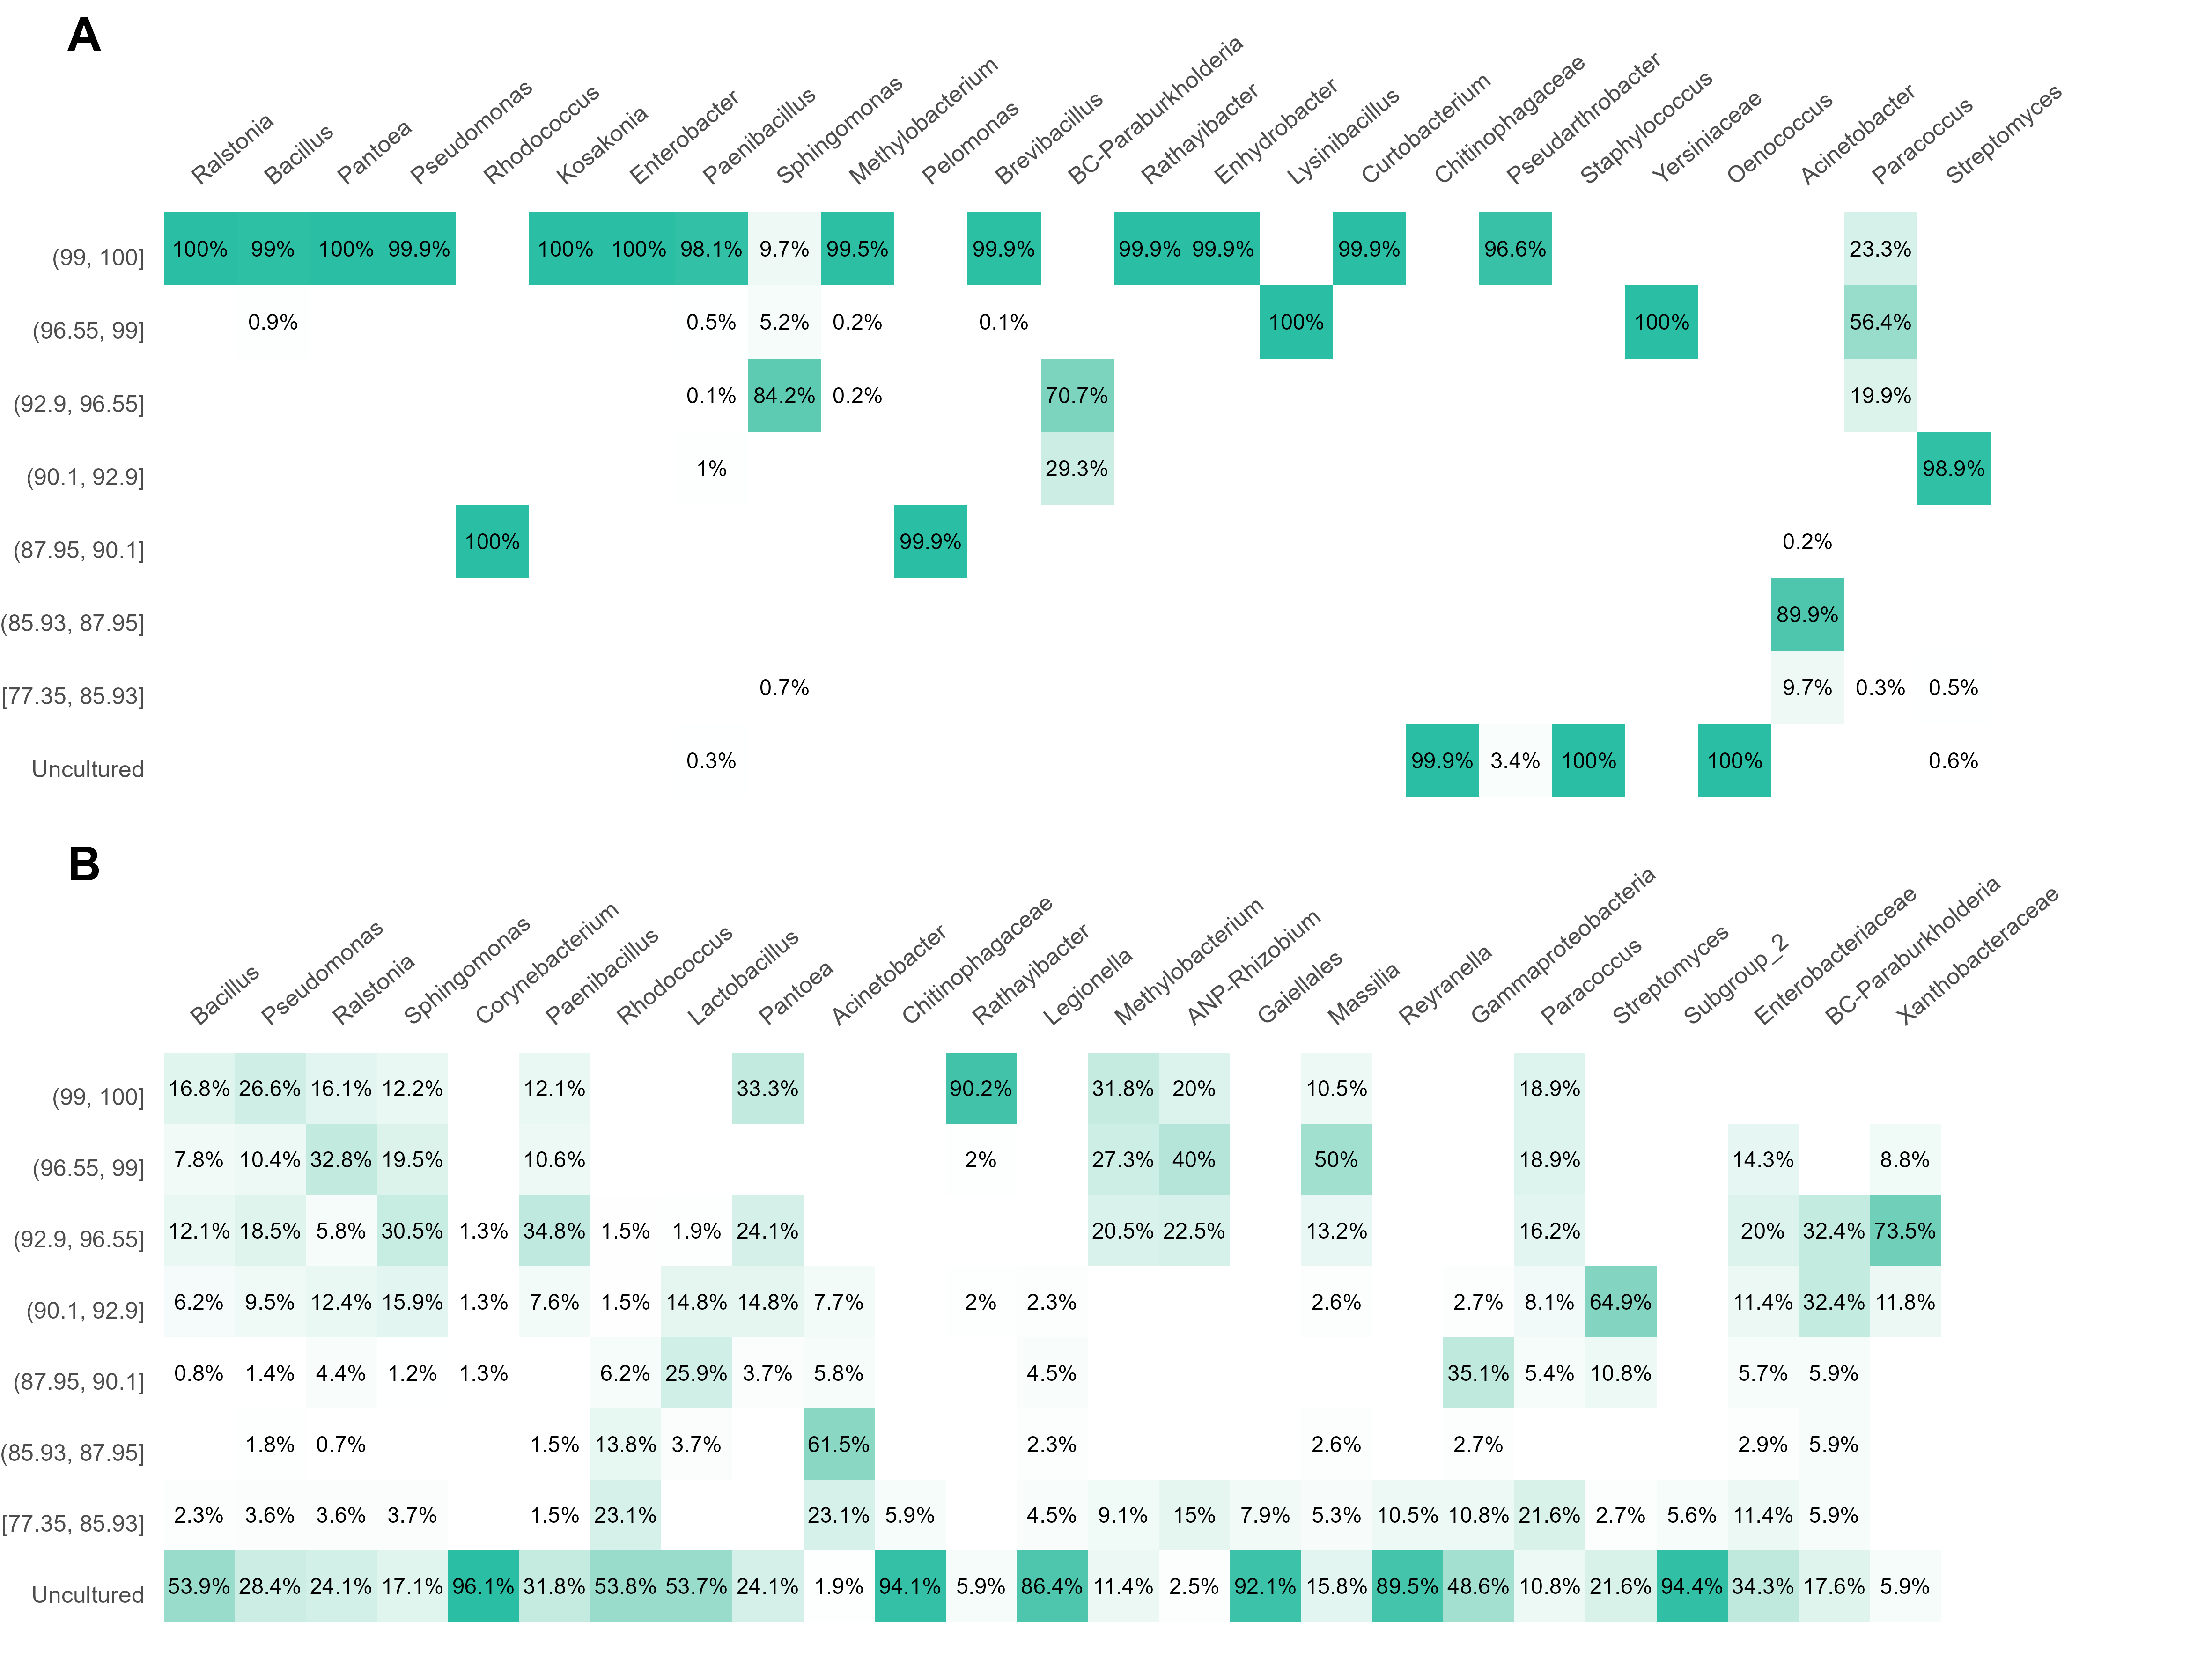 A
Ralstonia Bacillus Pantoea Pseudomonas Rhodococcus Kosakonia Enterobacter Paenibacillus Sphingomonas Methylobacterium Pelomonas Brevibacillus BC-Paraburkholderia Rathayibacter Enhydrobacter Lysinibacillus Curtobacterium Chitinophagaceae Pseudarthrobacter Staphylococcus Yersiniaceae Oenococcus Acinetobacter Paracoccus Streptomyces
(99, 100] 100% 99% 100% 99.9% 100% 100% 98.1% 9.7% 99.5% 99.9% 99.9% 99.9% 99.9% 96.6% 23.3%
(96.55, 99] 0.9% 0.5% 5.2% 0.2% 0.1% 100% 100% 56.4%
(92.9, 96.55] 0.1% 84.2% 0.2% 70.7% 19.9%
(90.1, 92.9] 1% 29.3% 98.9%
(87.95, 90.1] 100% 99.9% 0.2%
(85.93, 87.95] 89.9%
[77.35, 85.93] 0.7% 9.7% 0.3% 0.5%
Uncultured 0.3% 99.9% 3.4% 100% 100% 0.6%
B
Bacillus Pseudomonas Ralstonia Sphingomonas Corynebacterium Paenibacillus Rhodococcus Lactobacillus Pantoea Acinetobacter Chitinophagaceae Rathayibacter Legionella Methylobacterium ANP-Rhizobium Gaiellales Massilia Reyranella Gammaproteobacteria Paracoccus Streptomyces Subgroup_2 Enterobacteriaceae BC-Paraburkholderia Xanthobacteraceae
(99, 100] 16.8% 26.6% 16.1% 12.2% 12.1% 33.3% 90.2% 31.8% 20% 10.5% 18.9%
(96.55, 99] 7.8% 10.4% 32.8% 19.5% 10.6% 2% 27.3% 40% 50% 18.9% 14.3% 8.8%
(92.9, 96.55] 12.1% 18.5% 5.8% 30.5% 1.3% 34.8% 1.5% 1.9% 24.1% 20.5% 22.5% 13.2% 16.2% 20% 32.4% 73.5%
(90.1, 92.9] 6.2% 9.5% 12.4% 15.9% 1.3% 7.6% 1.5% 14.8% 14.8% 7.7% 2% 2.3% 2.6% 2.7% 8.1% 64.9% 11.4% 32.4% 11.8%
(87.95, 90.1] 0.8% 1.4% 4.4% 1.2% 1.3% 6.2% 25.9% 3.7% 5.8% 4.5% 35.1% 5.4% 10.8% 5.7% 5.9%
(85.93, 87.95] 1.8% 0.7% 1.5% 13.8% 3.7% 61.5% 2.3% 2.6% 2.7% 2.9% 5.9%
[77.35, 85.93] 2.3% 3.6% 3.6% 3.7% 1.5% 23.1% 23.1% 5.9% 4.5% 9.1% 15% 7.9% 5.3% 10.5% 10.8% 21.6% 2.7% 5.6% 11.4% 5.9%
Uncultured 53.9% 28.4% 24.1% 17.1% 96.1% 31.8% 53.8% 53.7% 24.1% 1.9% 94.1% 5.9% 86.4% 11.4% 2.5% 92.1% 15.8% 89.5% 48.6% 10.8% 21.6% 94.4% 34.3% 17.6% 5.9%